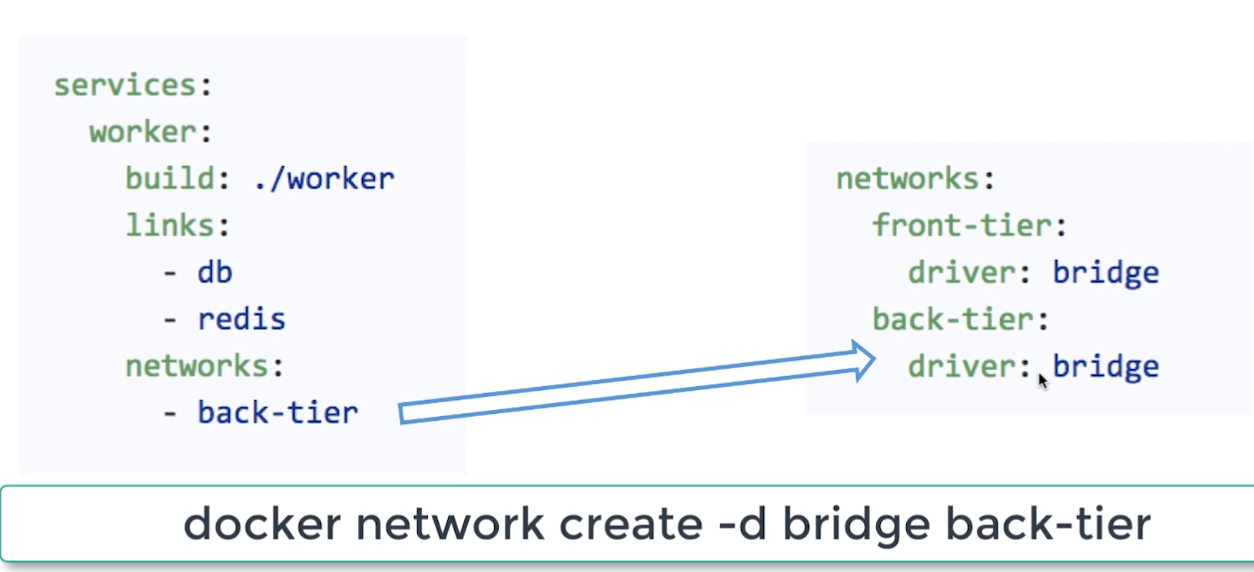 services:
  worker:
    build: ./worker
    links:
      - db
      - redis
    networks:
      - back-tier
networks:
  front-tier:
    driver: bridge
  back-tier:
    driver: bridge
docker network create -d bridge back-tier